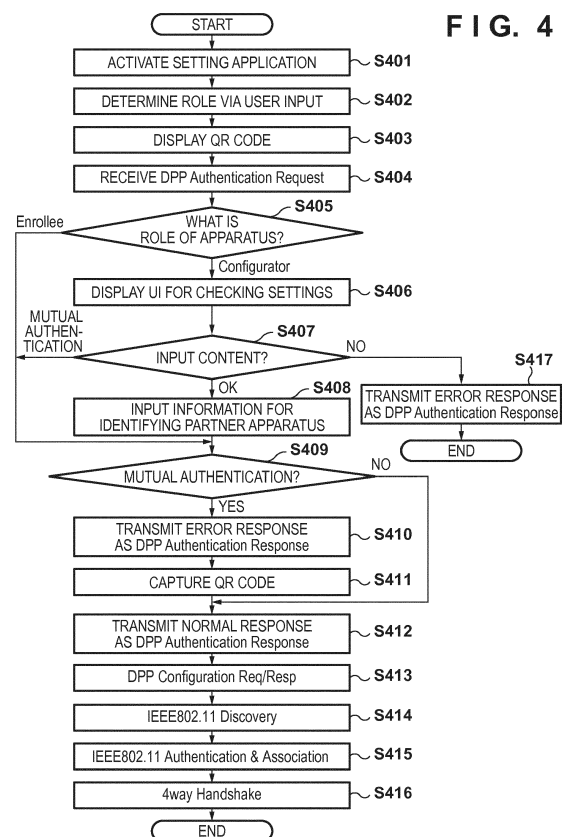 FIG. 4
START
ACTIVATE SETTING APPLICATION
S401
DETERMINE ROLE VIA USER INPUT
S402
DISPLAY QR CODE
S403
RECEIVE DPP Authentication Request
S404
S405
Enrollee
WHAT IS
ROLE OF APPARATUS?
Configurator
DISPLAY UI FOR CHECKING SETTINGS
S406
MUTUAL
AUTHEN-
TICATION
S407
INPUT CONTENT?
NO
OK
S417
TRANSMIT ERROR RESPONSE
AS DPP Authentication Response
END
S408
INPUT INFORMATION FOR
IDENTIFYING PARTNER APPARATUS
S409
MUTUAL AUTHENTICATION?
NO
YES
TRANSMIT ERROR RESPONSE
AS DPP Authentication Response
S410
CAPTURE QR CODE
S411
TRANSMIT NORMAL RESPONSE
AS DPP Authentication Response
S412
DPP Configuration Req/Resp
S413
IEEE802.11 Discovery
S414
IEEE802.11 Authentication & Association
S415
4way Handshake
S416
END